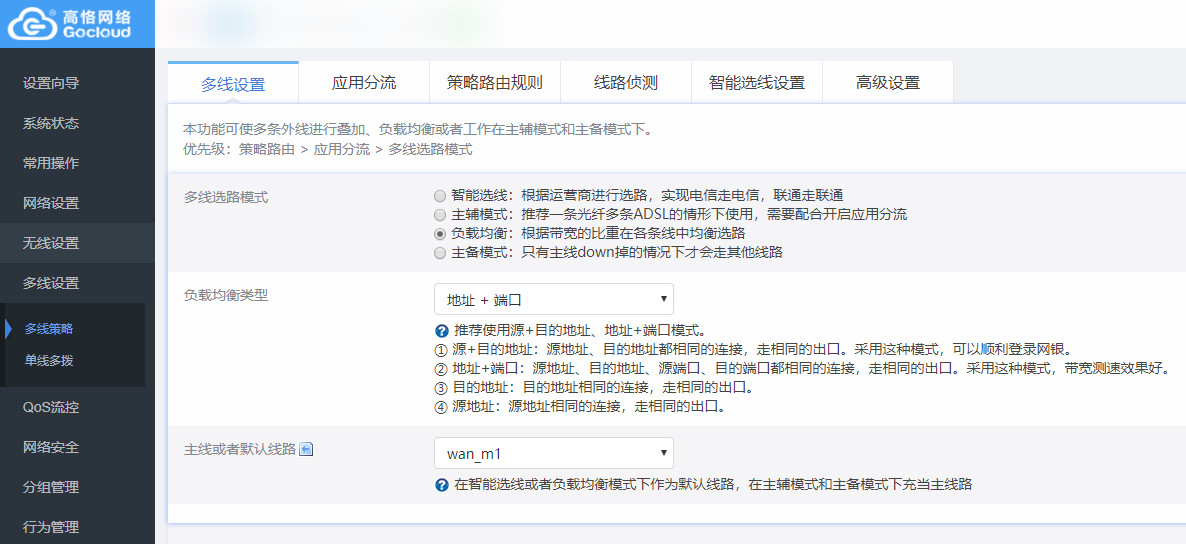 高恪网络
Gocloud
设置向导
系统状态
常用操作
网络设置
无线设置
多线设置
多线策略
单线多拨
QoS流控
网络安全
分组管理
行为管理
多线设置 应用分流 策略路由规则 线路侦测 智能选线设置 高级设置
本功能可使多条外线进行叠加、负载均衡或者工作在主辅模式和主备模式下。
优先级：策略路由 > 应用分流 > 多线选路模式
多线选路模式
智能选线：根据运营商进行选路，实现电信走电信，联通走联通
主辅模式：推荐一条光纤多条ADSL的情形下使用，需要配合开启应用分流
负载均衡：根据带宽的比重在各条线中均衡选路
主备模式：只有主线down掉的情况下才会走其他线路
负载均衡类型
地址 + 端口
推荐使用源+目的地址、地址+端口模式。
① 源+目的地址：源地址、目的地址都相同的连接，走相同的出口。采用这种模式，可以顺利登录网银。
② 地址+端口：源地址、目的地址、源端口、目的端口都相同的连接，走相同的出口。采用这种模式，带宽测速效果好。
③ 目的地址：目的地址相同的连接，走相同的出口。
④ 源地址：源地址相同的连接，走相同的出口。
主线或者默认线路
wan_m1
在智能选线或者负载均衡模式下作为默认线路，在主辅模式和主备模式下充当主线路